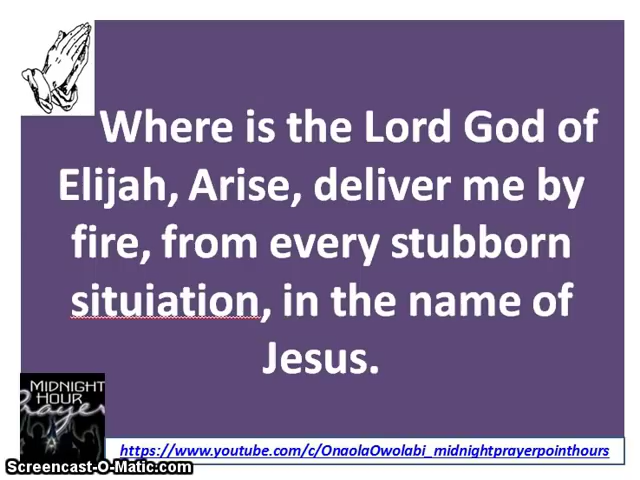 Where is the Lord God of
Elijah, Arise, deliver me by
fire, from every stubborn
situiation, in the name of
Jesus.
MIDNIGHT
HOUR
Prayer
https://www.youtube.com/c/OnaolaOwolabi_midnightprayerpointhours
Screencast-O-Matic.com